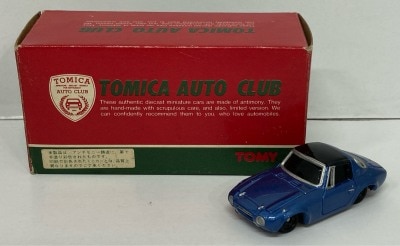 TOMICA AUTO CLUB
TOMICA
AUTO CLUB
TOMICA AUTO CLUB
These authentic diecast miniature cars are made of antimony. They
are hand-made with scrupulous care, and also, limited version. We
can confidently recommend them to you, who love automobiles.
TOMY